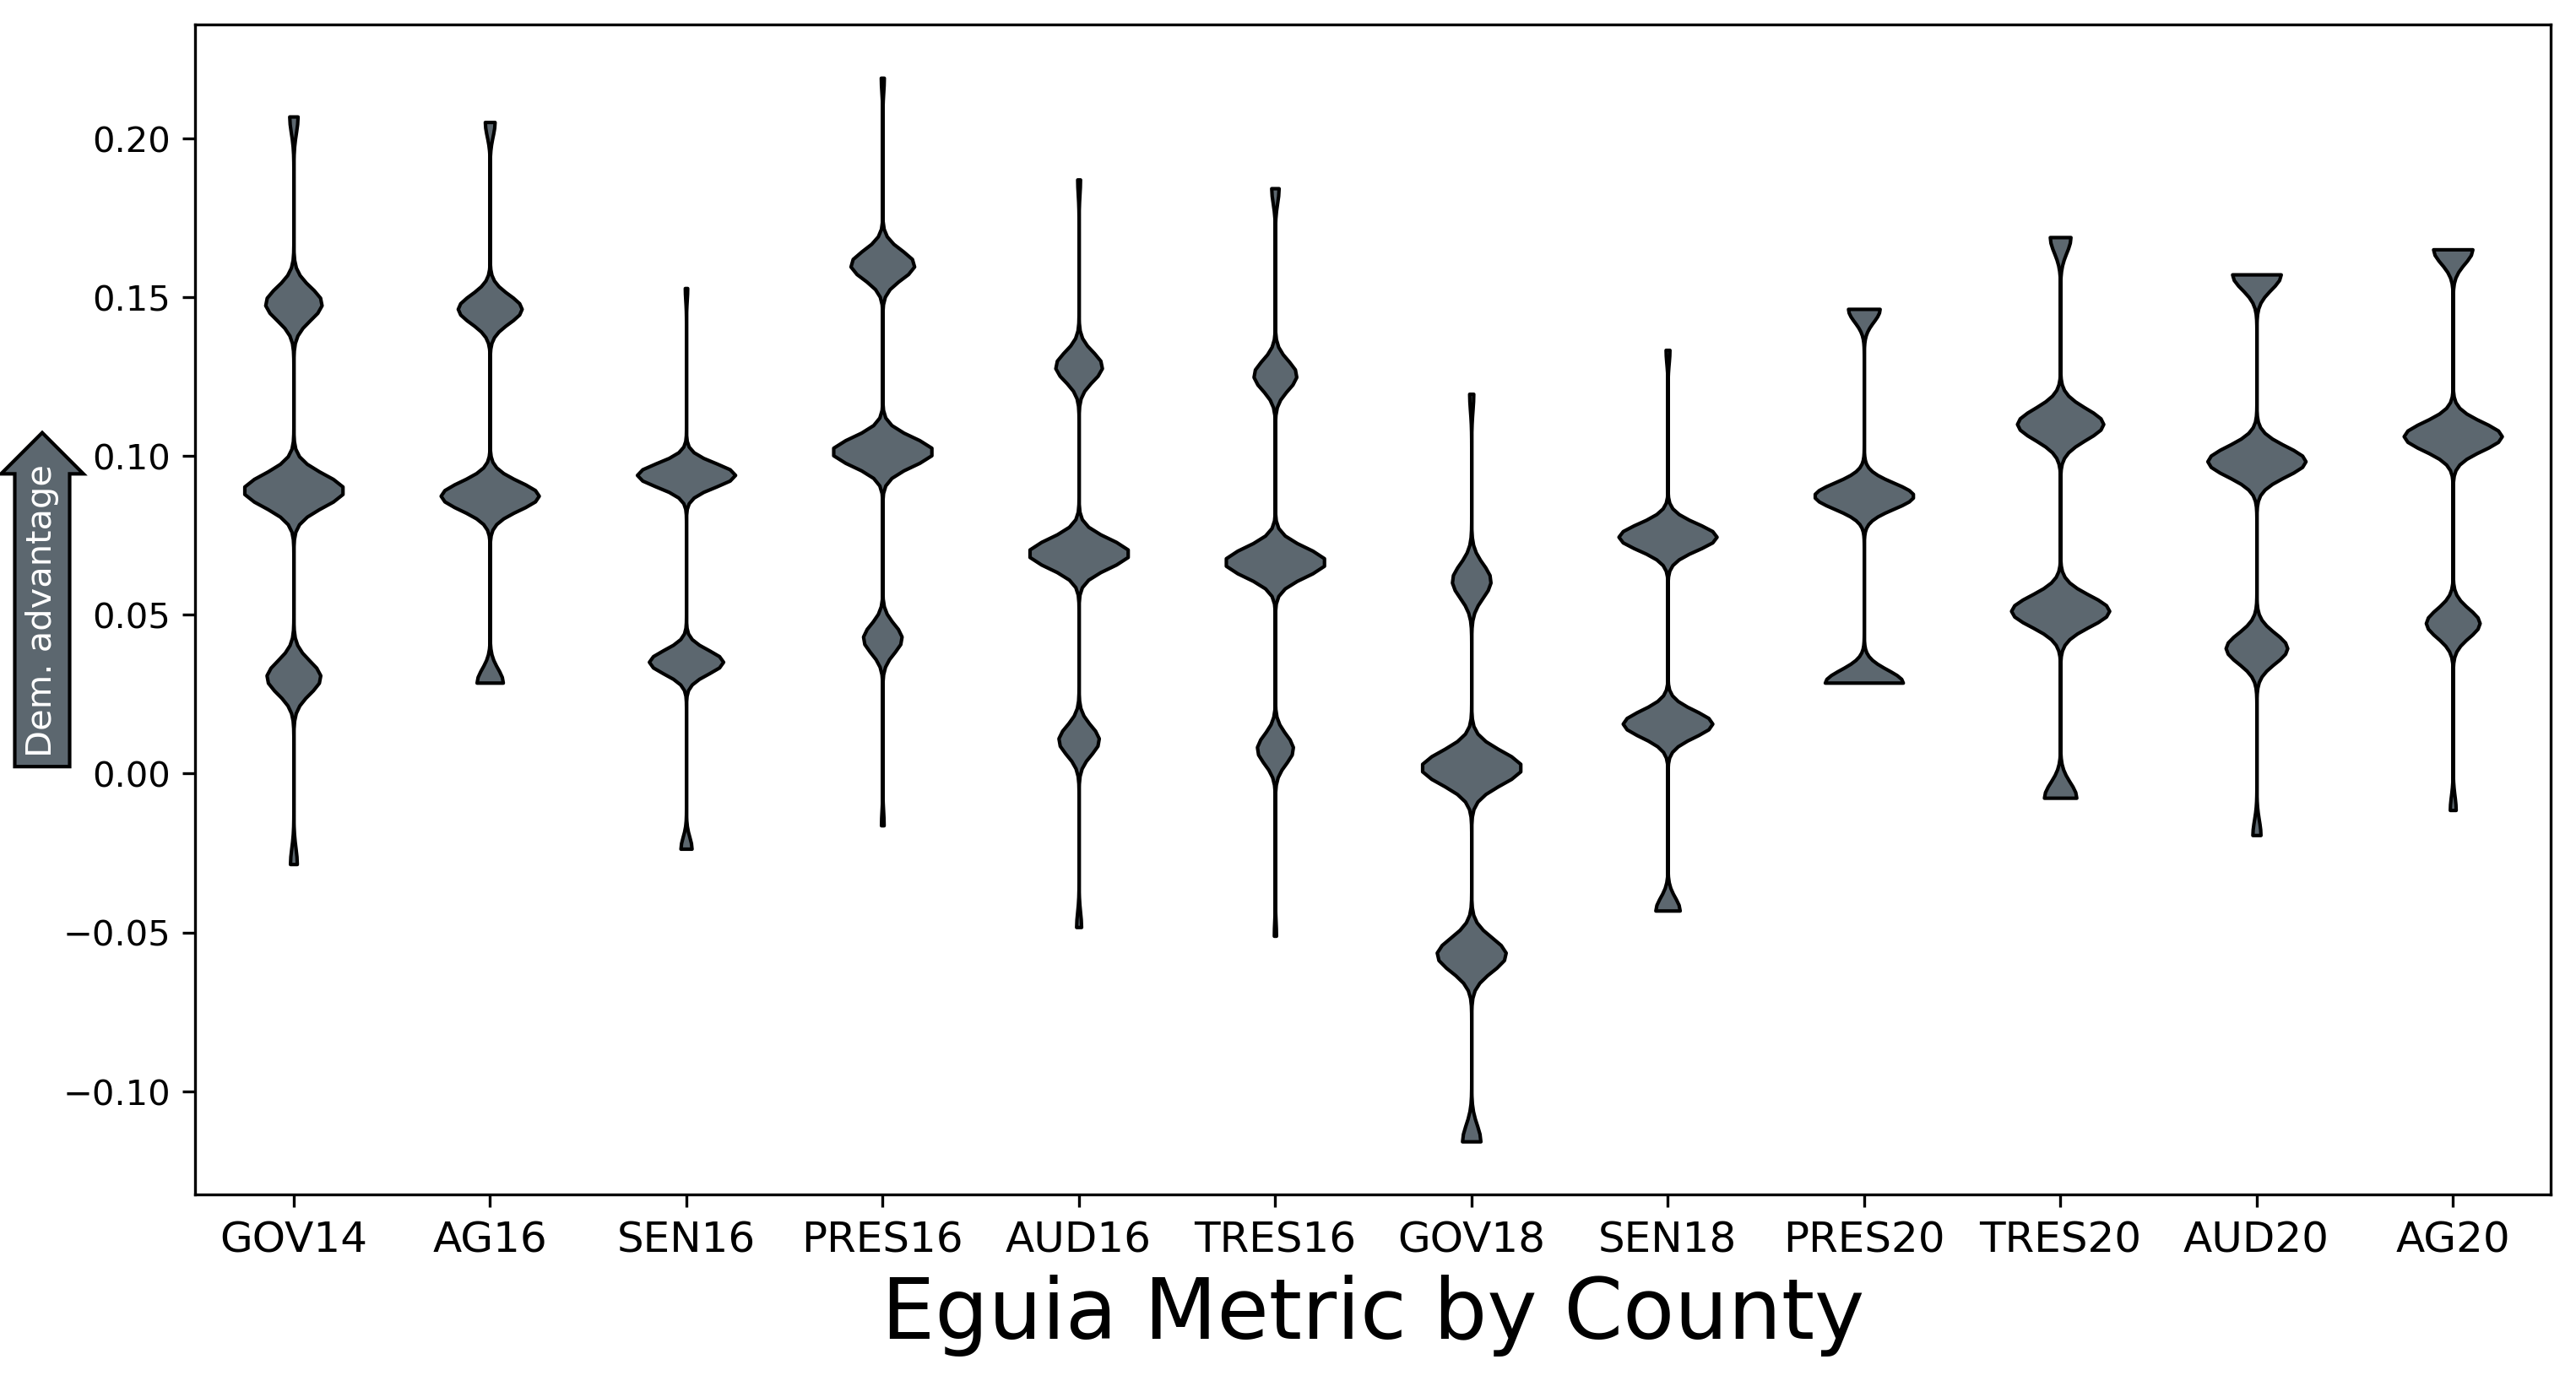 Dem. advantage
0.20
0.15
0.10
0.05
0.00
−0.05
−0.10
GOV14 AG16 SEN16 PRES16 AUD16 TRES16 GOV18 SEN18 PRES20 TRES20 AUD20 AG20
Eguia Metric by County